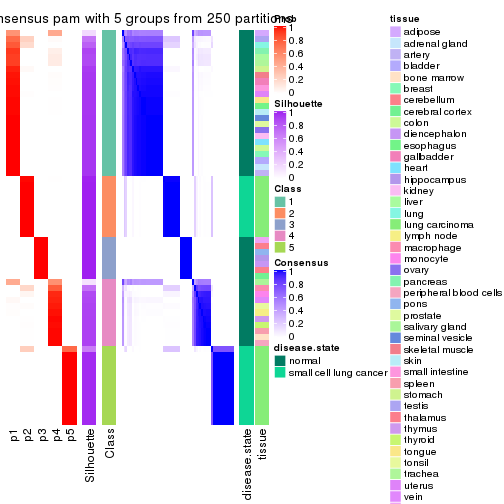 nsensus pam with 5 groups from 250 partitions
Prob
1
0.8
0.6
0.4
0.2
0
Silhouette
1
0.8
0.6
0.4
0.2
0
Class
1
2
3
4
5
Consensus
1
0.8
0.6
0.4
0.2
0
disease.state
normal
small cell lung cancer
tissue
adipose
adrenal gland
artery
bladder
bone marrow
breast
cerebellum
cerebral cortex
colon
diencephalon
esophagus
gallbadder
heart
hippocampus
kidney
liver
lung
lung carcinoma
lymph node
macrophage
monocyte
ovary
pancreas
peripheral blood cells
pons
prostate
salivary gland
seminal vesicle
skeletal muscle
skin
small intestine
spleen
stomach
testis
thalamus
thymus
thyroid
tongue
tonsil
trachea
uterus
vein
p1
p2
p3
p4
p5
Silhouette
Class
disease.state
tissue